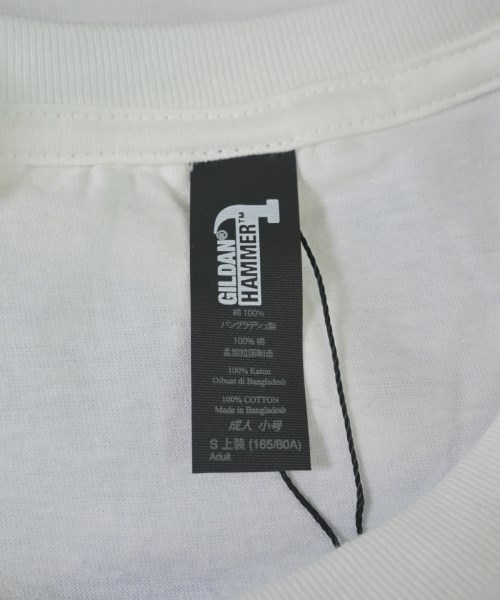 GILDAN®
HAMMER™
綿 100%
バングラデシュ製
100% 棉
孟加拉国制造
100% Katun
Dibuat di Bangladesh
100% COTTON
Made in Bangladesh
成人 小号
S 上装 (165/80A)
Adult